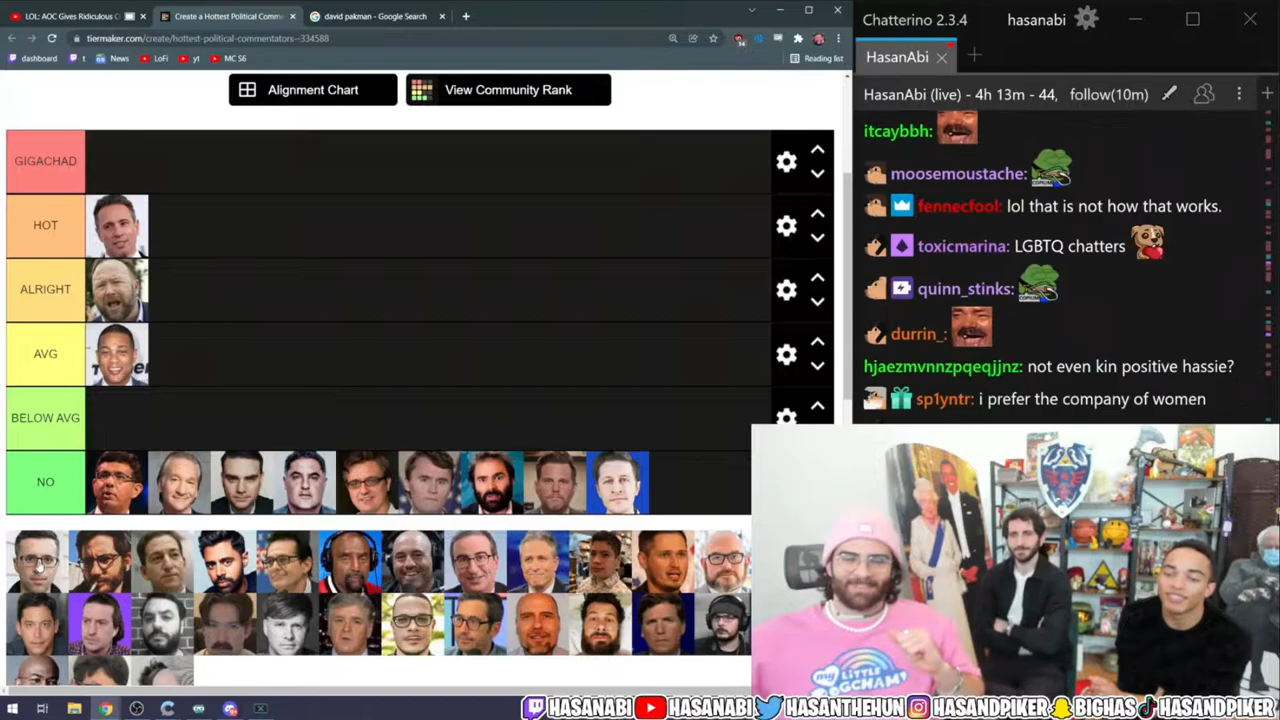 LOL: AOC Gives Ridiculous C
Create a Hottest Political Comme
david pakman - Google Search
tiermaker.com/create/hottest-political-commentators--334588
dashboard
t
News
LoFi
yt
MC S6
Reading list
Alignment Chart
View Community Rank
GIGACHAD
HOT
ALRIGHT
AVG
BELOW AVG
NO
Chatterino 2.3.4
hasanabi
HasanAbi
HasanAbi (live) - 4h 13m - 44, follow(10m)
itcaybbh:
moosemoustache:
fennecfool: lol that is not how that works.
toxicmarina: LGBTQ chatters
quinn_stinks:
durrin_:
hjaezmvnnzpqeqjjnz: not even kin positive hassie?
sp1yntr: i prefer the company of women
my
LITTLE
POGCHAMP
HASANABI
HASANABI
HASANTHEHUN
HASANDPIKER
BIGHAS
HASANDPIKER